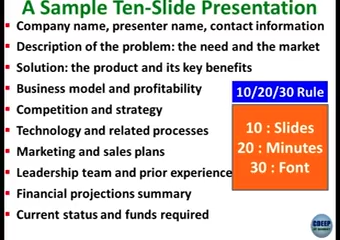 A Sample Ten-Slide Presentation
Company name, presenter name, contact information
Description of the problem: the need and the market
Solution: the product and its key benefits
Business model and profitability
10/20/30 Rule
Competition and strategy
10 : Slides
Technology and related processes
20 : Minutes
Marketing and sales plans
30 : Font
Leadership team and prior experience
Financial projections summary
Current status and funds required
CDEEP